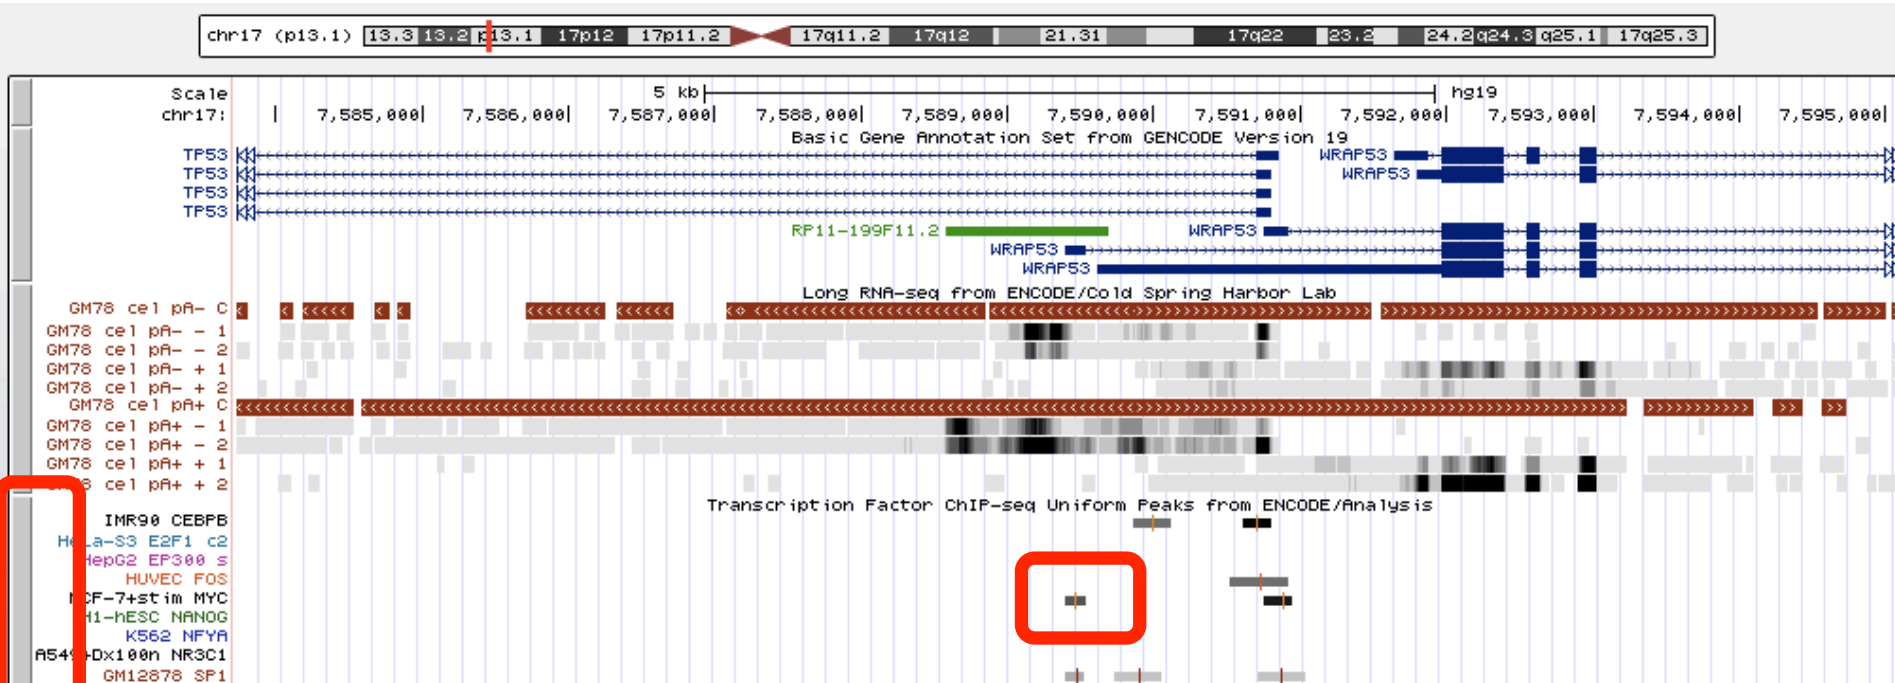 chr17 (p13.1) 13.3 13.2 p13.1 17p12 17p11.2 17q11.2 17q12 21.31 17q22 23.2 24.2 q24.3 q25.1 17q25.3
Scale 5 kb hg19
chr17: 7,585,000 7,586,000 7,587,000 7,588,000 7,589,000 7,590,000 7,591,000 7,592,000 7,593,000 7,594,000 7,595,000
Basic Gene Annotation Set from GENCODE Version 19
TP53 WRAP53
TP53 WRAP53
TP53
TP53
RP11-199F11.2 WRAP53
WRAP53
WRAP53
Long RNA-seq from ENCODE/Cold Spring Harbor Lab
GM78 cel pA- C
GM78 cel pA- - 1
GM78 cel pA- - 2
GM78 cel pA- + 1
GM78 cel pA- + 2
GM78 cel pA+ C
GM78 cel pA+ - 1
GM78 cel pA+ - 2
GM78 cel pA+ + 1
8 cel pA+ + 2
Transcription Factor ChIP-seq Uniform Peaks from ENCODE/Analysis
IMR90 CEBPB
HeLa-S3 E2F1 c2
HepG2 EP300 s
HUVEC FOS
MCF-7+stim MYC
H1-hESC NANOG
K562 NFYA
A549+Dx100n NR3C1
GM12878 SP1